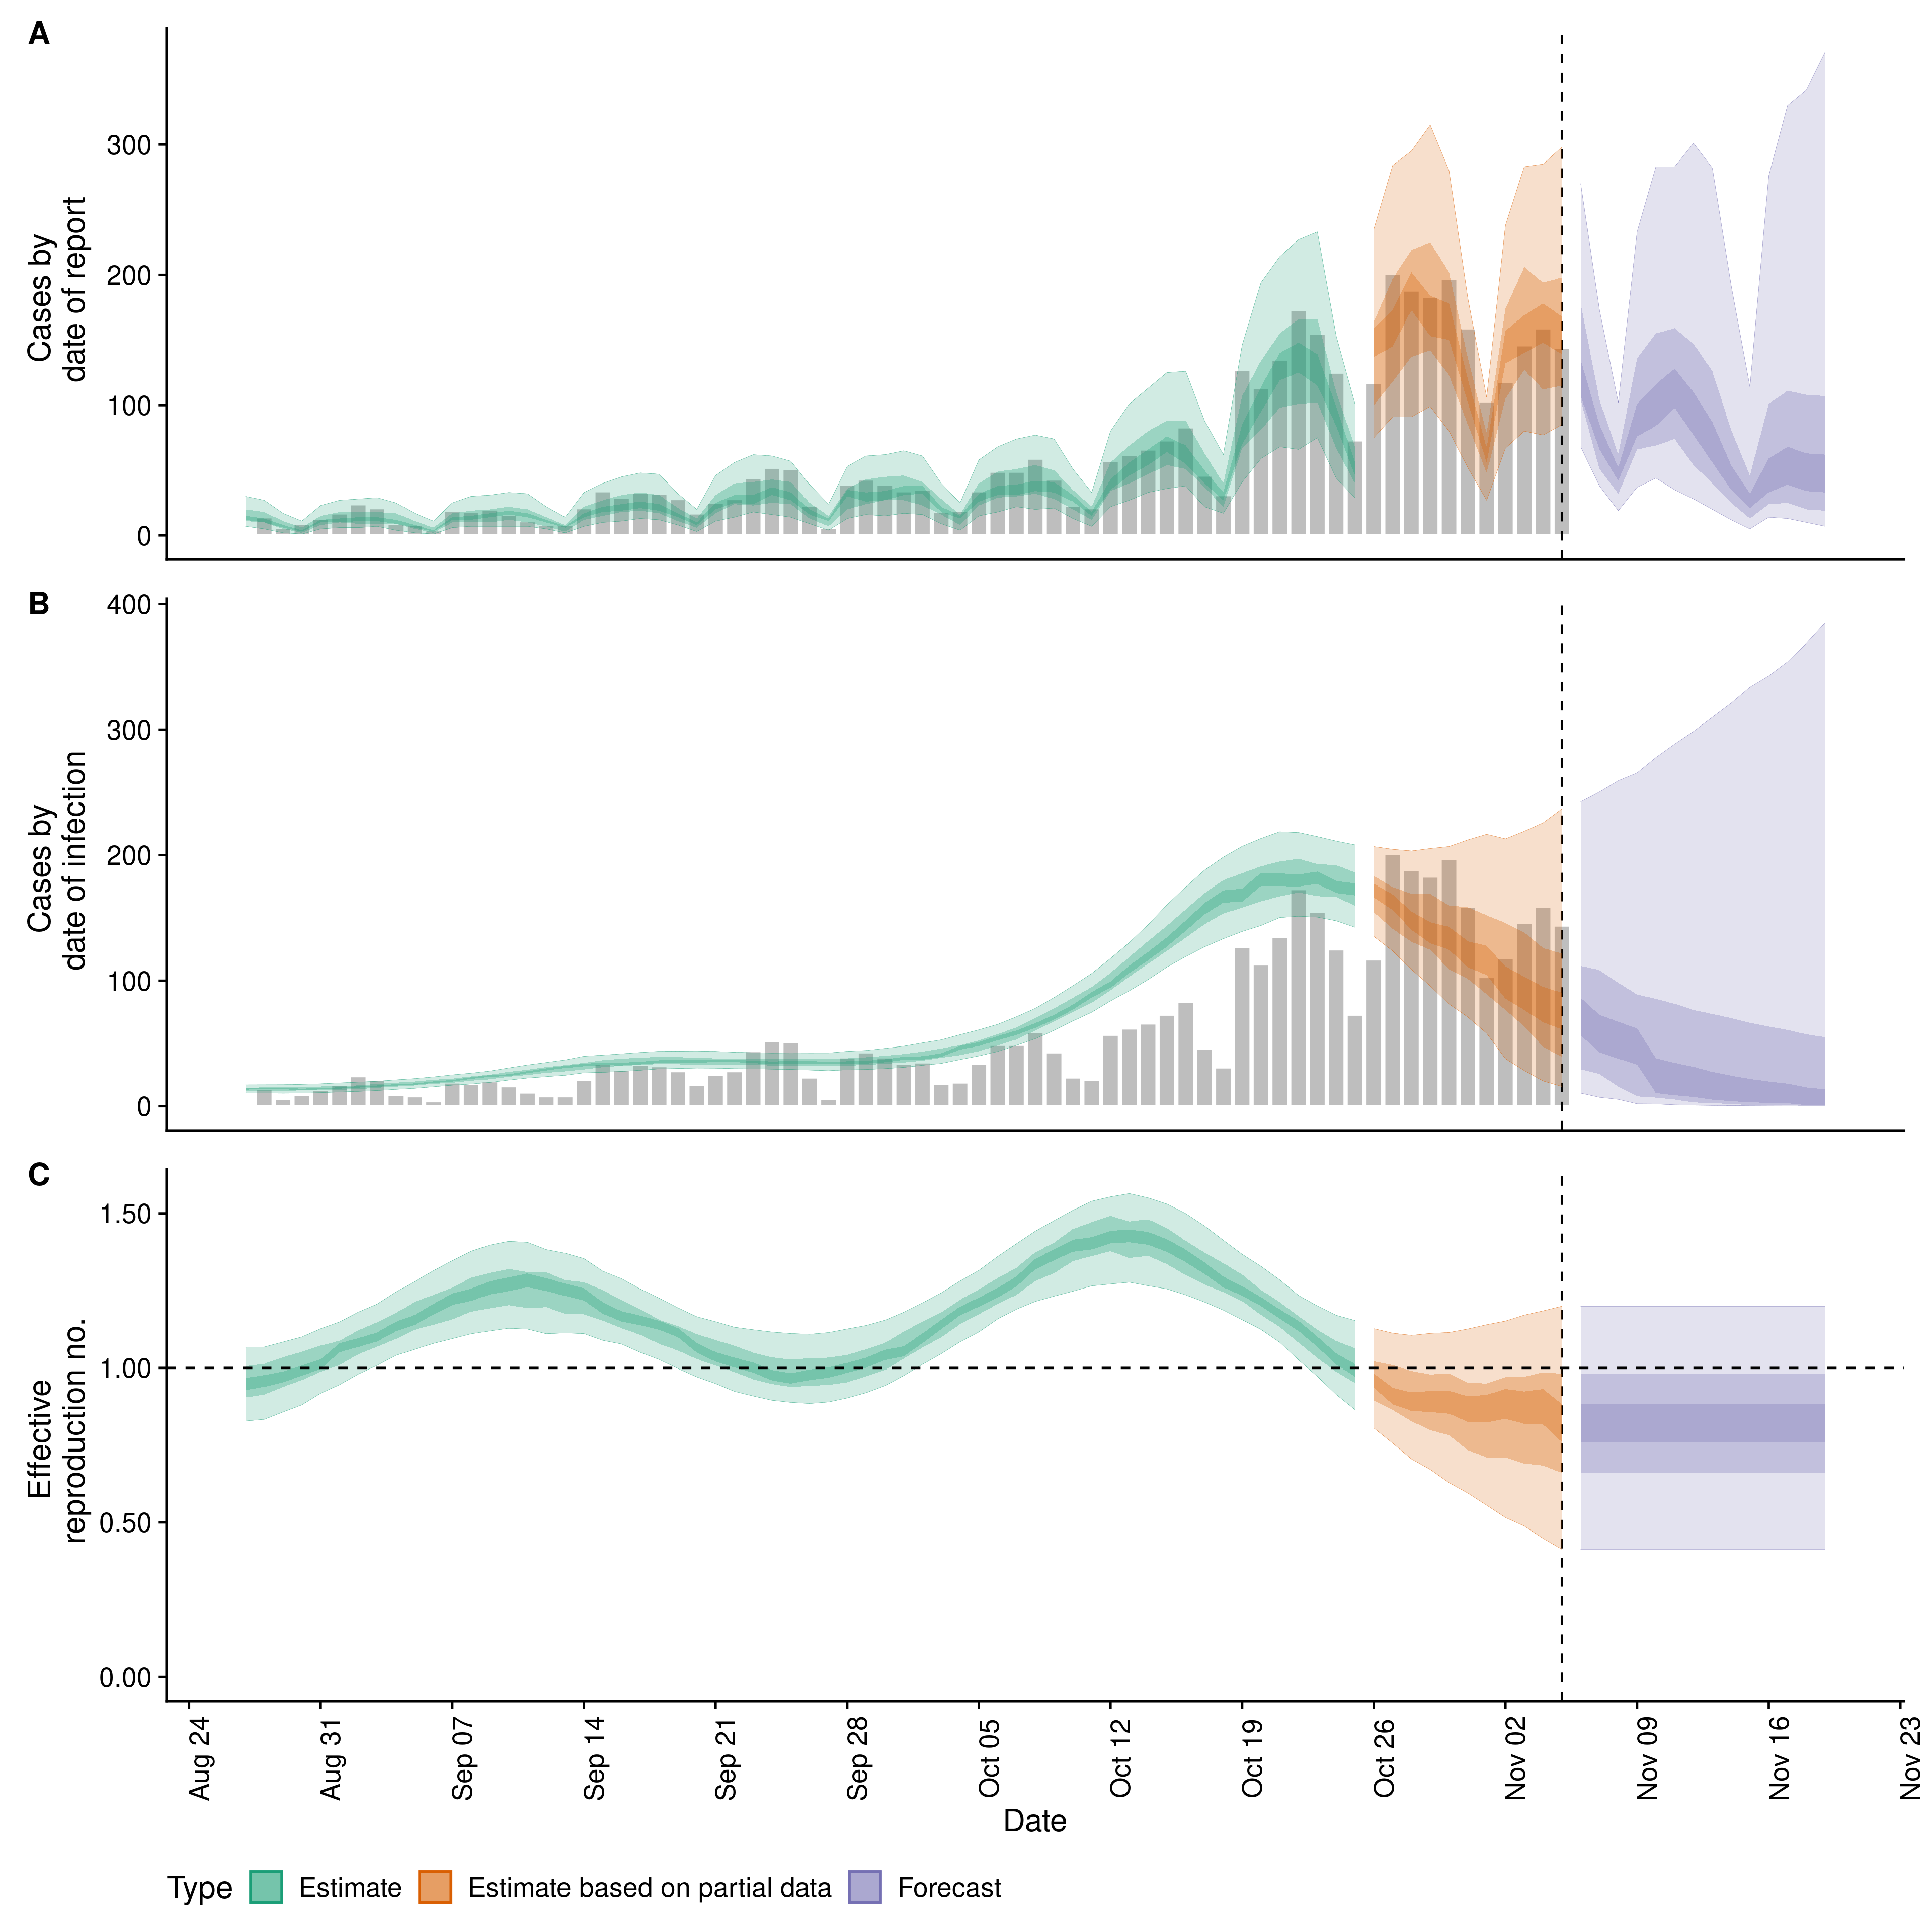 A
Cases by
date of report
300
200
100
0
B
Cases by
date of infection
400
300
200
100
0
C
Effective
reproduction no.
1.50
1.00
0.50
0.00
Aug 24
Aug 31
Sep 07
Sep 14
Sep 21
Sep 28
Oct 05
Oct 12
Oct 19
Oct 26
Nov 02
Nov 09
Nov 16
Nov 23
Date
Type Estimate Estimate based on partial data Forecast